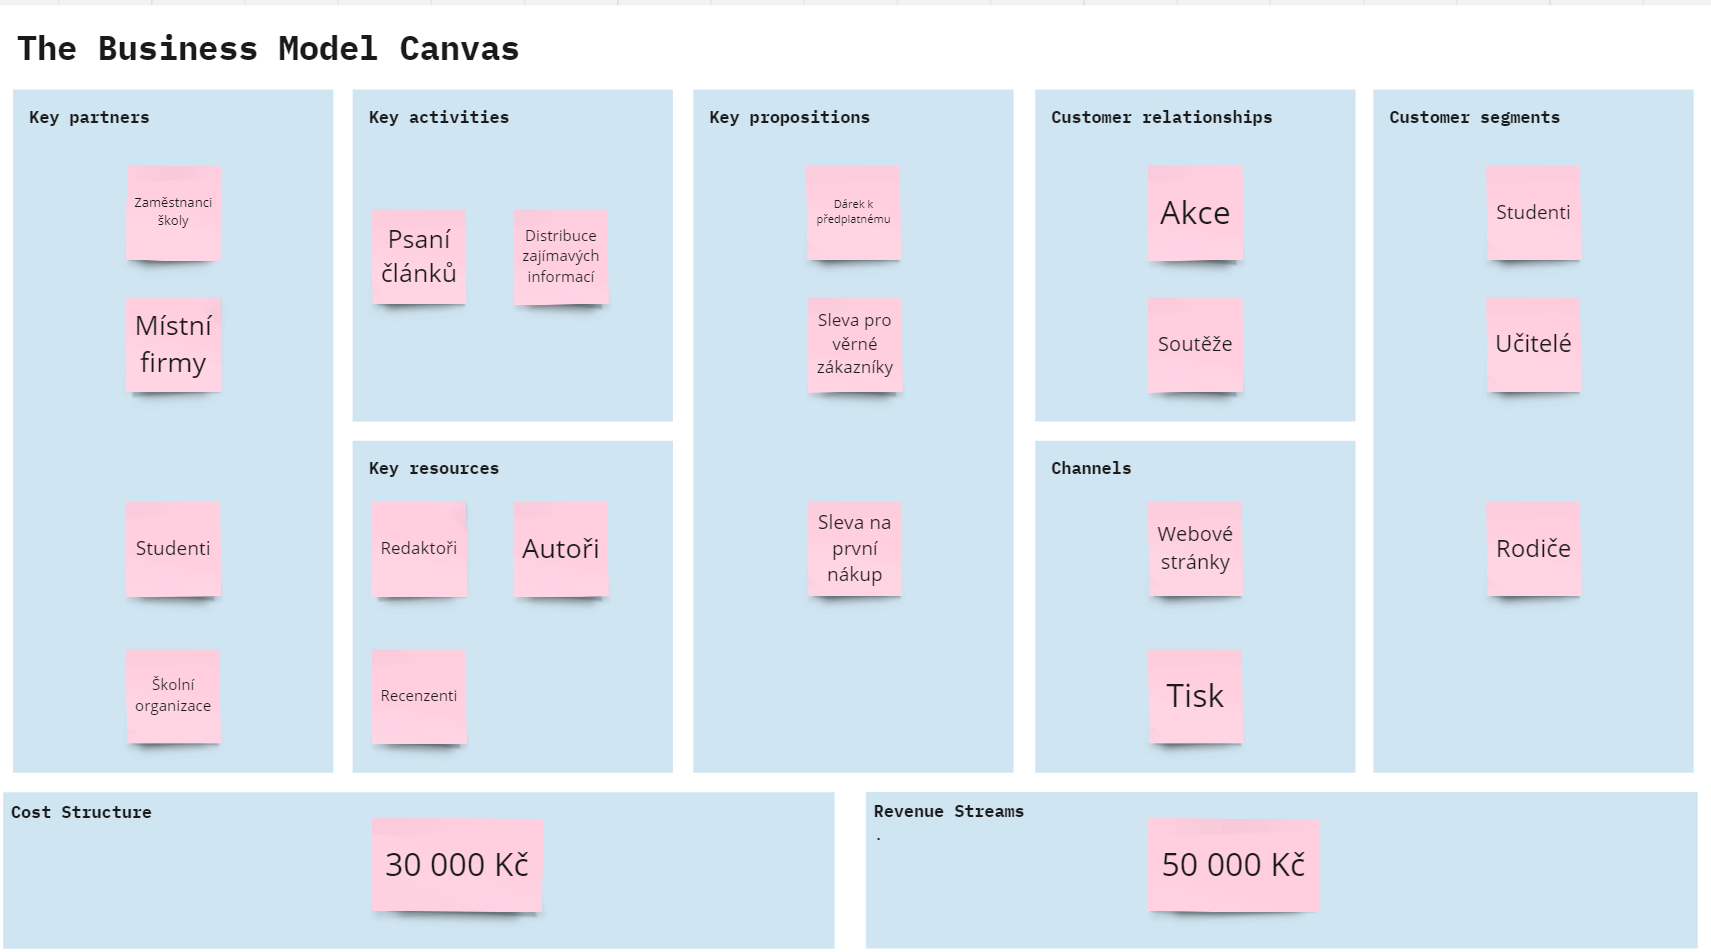 The Business Model Canvas
Key partners
Zaměstnanci
školy
Místní
firmy
Studenti
Školní
organizace
Key activities
Psaní
článků
Distribuce
zajímavých
informací
Key resources
Redaktoři
Autoři
Recenzenti
Key propositions
Dárek k
předplatnému
Sleva pro
věrné
zákazníky
Sleva na
první
nákup
Customer relationships
Akce
Soutěže
Channels
Webové
stránky
Tisk
Customer segments
Studenti
Učitelé
Rodiče
Cost Structure
30 000 Kč
Revenue Streams
.
50 000 Kč